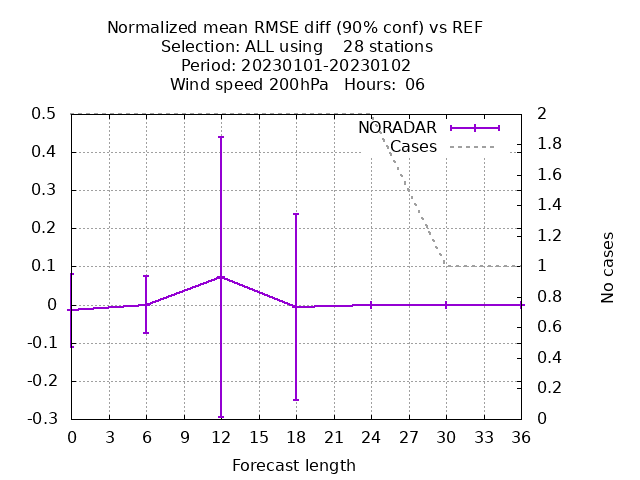 Normalized mean RMSE diff (90% conf) vs REF
Selection: ALL using    28 stations
Period: 20230101-20230102
Wind speed 200hPa   Hours:  06
NORADAR
Cases
0.5
0.4
0.3
0.2
0.1
0
-0.1
-0.2
-0.3
2
1.8
1.6
1.4
1.2
1
0.8
0.6
0.4
0.2
0
No cases
0 3 6 9 12 15 18 21 24 27 30 33 36
Forecast length